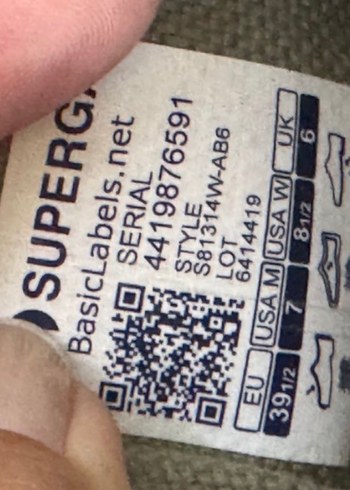 SUPERGA
BasicLabels.net
SERIAL
4419876591
STYLE
S81314W-AB6
LOT
6414419
EU USA M USA W UK
39 1/2 7 8 1/2 6